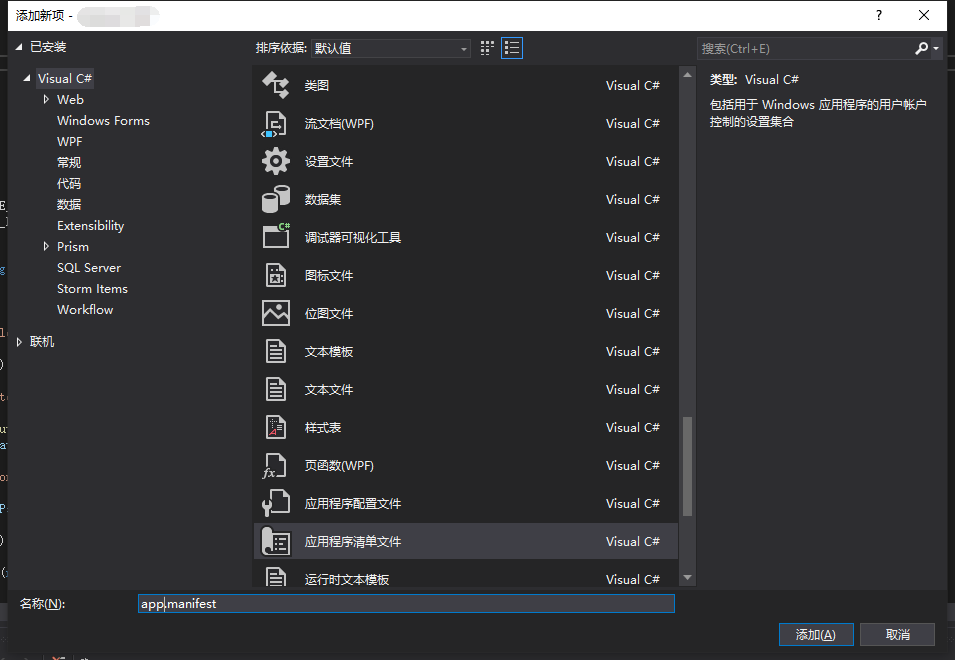 添加新项 -
?
已安装
Visual C#
Web
Windows Forms
WPF
常规
代码
数据
Extensibility
Prism
SQL Server
Storm Items
Workflow
联机
排序依据: 默认值
类图 Visual C#
流文档(WPF) Visual C#
设置文件 Visual C#
数据集 Visual C#
调试器可视化工具 Visual C#
图标文件 Visual C#
位图文件 Visual C#
文本模板 Visual C#
文本文件 Visual C#
样式表 Visual C#
页函数(WPF) Visual C#
应用程序配置文件 Visual C#
应用程序清单文件 Visual C#
运行时文本模板 Visual C#
搜索(Ctrl+E)
类型: Visual C#
包括用于 Windows 应用程序的用户帐户
控制的设置集合
名称(N): app.manifest
添加(A) 取消